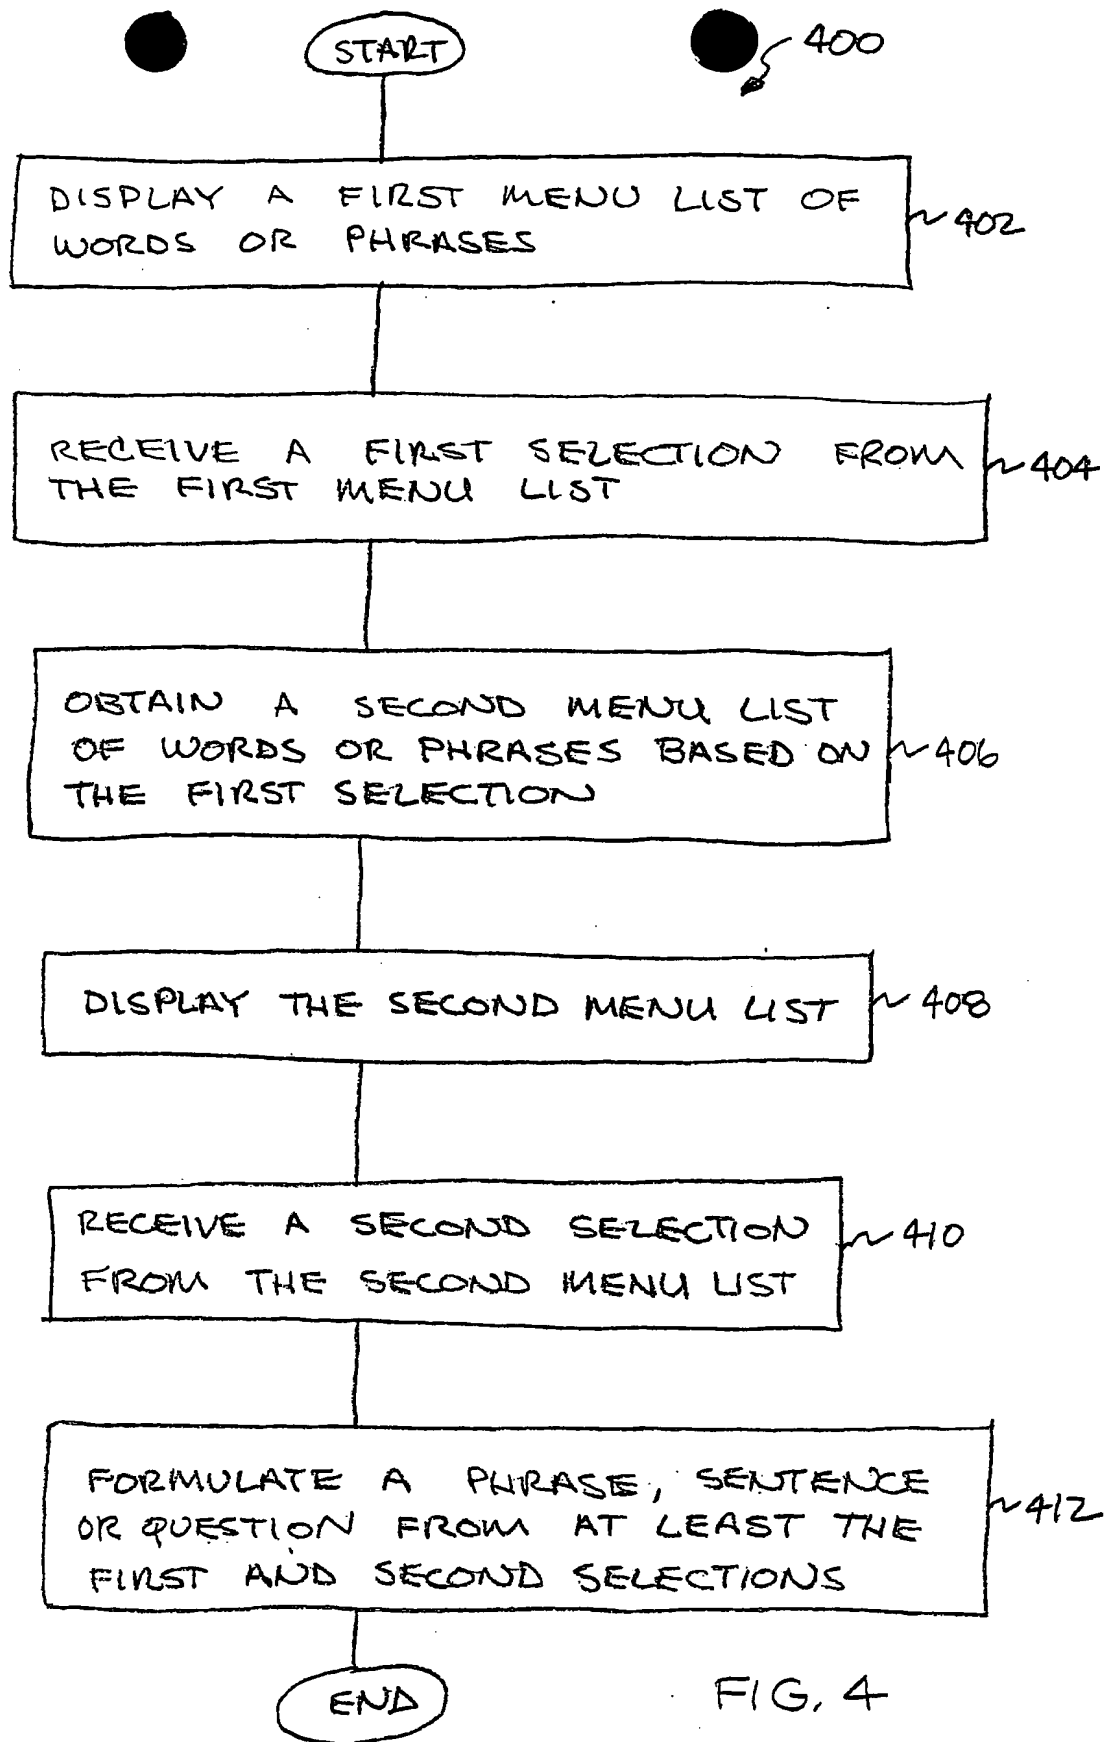 START
400
DISPLAY A FIRST MENU LIST OF
WORDS OR PHRASES
402
RECEIVE A FIRST SELECTION FROM
THE FIRST MENU LIST
404
OBTAIN A SECOND MENU LIST
OF WORDS OR PHRASES BASED ON
THE FIRST SELECTION
406
DISPLAY THE SECOND MENU LIST
408
RECEIVE A SECOND SELECTION
FROM THE SECOND MENU LIST
410
FORMULATE A PHRASE, SENTENCE
OR QUESTION FROM AT LEAST THE
FIRST AND SECOND SELECTIONS
412
END
FIG. 4